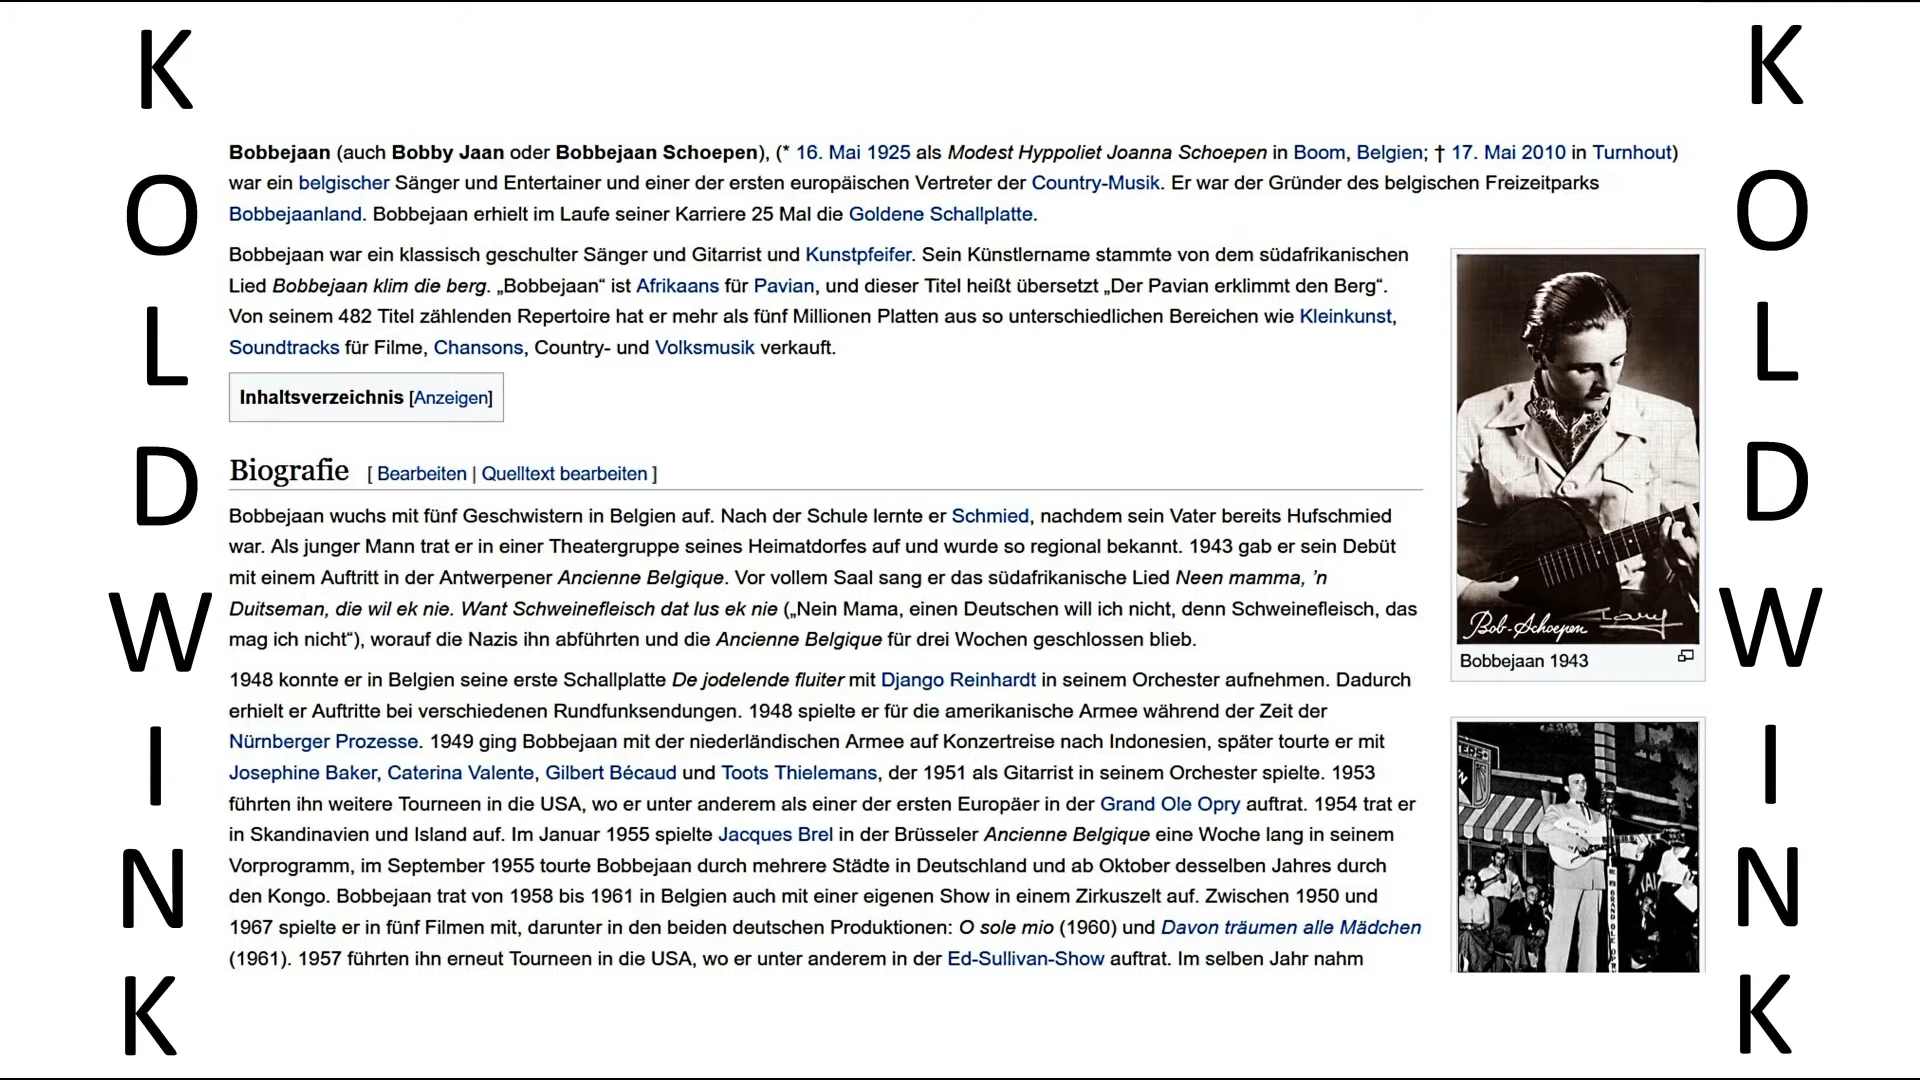 KOLDWINK
Bobbejaan (auch Bobby Jaan oder Bobbejaan Schoepen), (* 16. Mai 1925 als Modest Hyppoliet Joanna Schoepen in Boom, Belgien; † 17. Mai 2010 in Turnhout)
war ein belgischer Sänger und Entertainer und einer der ersten europäischen Vertreter der Country-Musik. Er war der Gründer des belgischen Freizeitparks
Bobbejaanland. Bobbejaan erhielt im Laufe seiner Karriere 25 Mal die Goldene Schallplatte.
Bobbejaan war ein klassisch geschulter Sänger und Gitarrist und Kunstpfeifer. Sein Künstlername stammte von dem südafrikanischen
Lied Bobbejaan klim die berg. „Bobbejaan“ ist Afrikaans für Pavian, und dieser Titel heißt übersetzt „Der Pavian erklimmt den Berg“.
Von seinem 482 Titel zählenden Repertoire hat er mehr als fünf Millionen Platten aus so unterschiedlichen Bereichen wie Kleinkunst,
Soundtracks für Filme, Chansons, Country- und Volksmusik verkauft.
Inhaltsverzeichnis [Anzeigen]
Biografie [ Bearbeiten | Quelltext bearbeiten ]
Bobbejaan wuchs mit fünf Geschwistern in Belgien auf. Nach der Schule lernte er Schmied, nachdem sein Vater bereits Hufschmied
war. Als junger Mann trat er in einer Theatergruppe seines Heimatdorfes auf und wurde so regional bekannt. 1943 gab er sein Debüt
mit einem Auftritt in der Antwerpener Ancienne Belgique. Vor vollem Saal sang er das südafrikanische Lied Neen mamma, ’n
Duitseman, die wil ek nie. Want Schweinefleisch dat lus ek nie („Nein Mama, einen Deutschen will ich nicht, denn Schweinefleisch, das
mag ich nicht“), worauf die Nazis ihn abführten und die Ancienne Belgique für drei Wochen geschlossen blieb.
1948 konnte er in Belgien seine erste Schallplatte De jodelende fluiter mit Django Reinhardt in seinem Orchester aufnehmen. Dadurch
erhielt er Auftritte bei verschiedenen Rundfunksendungen. 1948 spielte er für die amerikanische Armee während der Zeit der
Nürnberger Prozesse. 1949 ging Bobbejaan mit der niederländischen Armee auf Konzertreise nach Indonesien, später tourte er mit
Josephine Baker, Caterina Valente, Gilbert Bécaud und Toots Thielemans, der 1951 als Gitarrist in seinem Orchester spielte. 1953
führten ihn weitere Tourneen in die USA, wo er unter anderem als einer der ersten Europäer in der Grand Ole Opry auftrat. 1954 trat er
in Skandinavien und Island auf. Im Januar 1955 spielte Jacques Brel in der Brüsseler Ancienne Belgique eine Woche lang in seinem
Vorprogramm, im September 1955 tourte Bobbejaan durch mehrere Städte in Deutschland und ab Oktober desselben Jahres durch
den Kongo. Bobbejaan trat von 1958 bis 1961 in Belgien auch mit einer eigenen Show in einem Zirkuszelt auf. Zwischen 1950 und
1967 spielte er in fünf Filmen mit, darunter in den beiden deutschen Produktionen: O sole mio (1960) und Davon träumen alle Mädchen
(1961). 1957 führten ihn erneut Tourneen in die USA, wo er unter anderem in der Ed-Sullivan-Show auftrat. Im selben Jahr nahm
Bob-Schoepen
Bobbejaan 1943
GRAND OLE OP
KOLDWINK